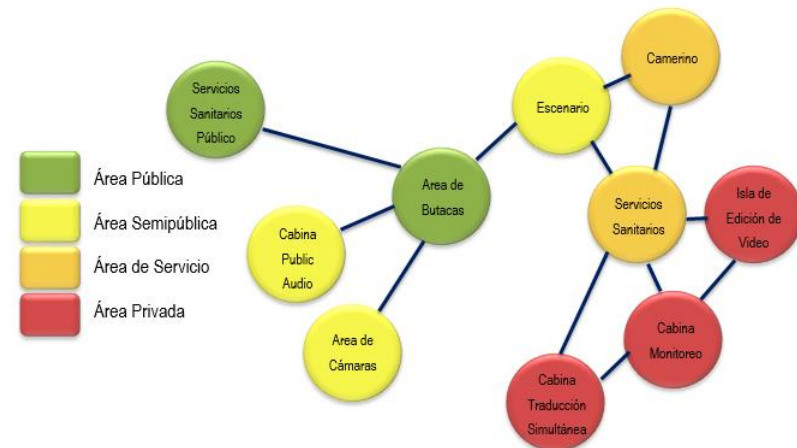 Camerino
Escenario
Servicios
Sanitarios
Público
Área Pública
Área Semipública
Área de Servicio
Área Privada
Area de
Butacas
Servicios
Sanitarios
Isla de
Edición de
Video
Cabina
Public
Audio
Area de
Cámaras
Cabina
Monitoreo
Cabina
Traducción
Simultánea